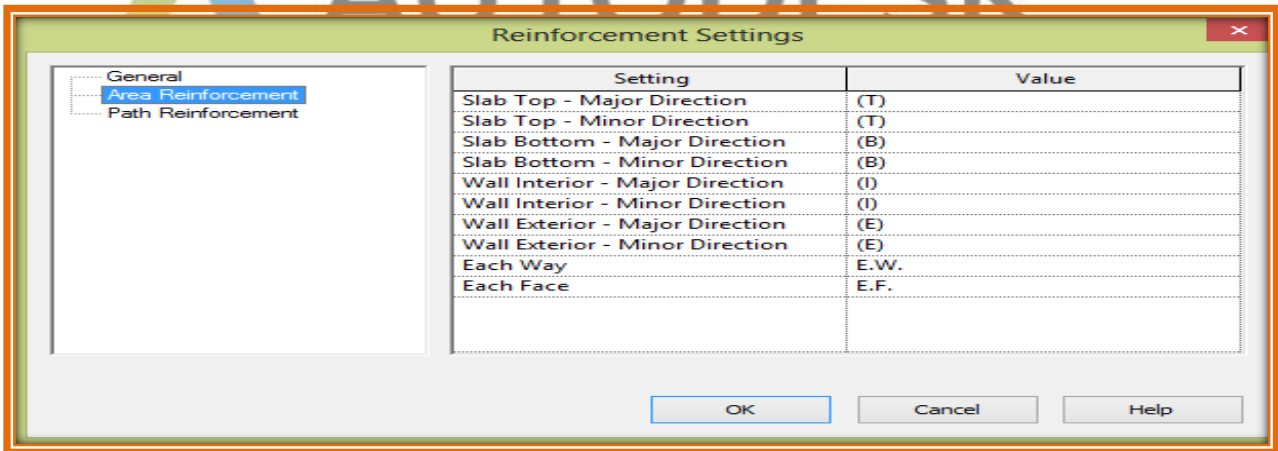 AUTODESK
Reinforcement Settings
General
Area Reinforcement
Path Reinforcement
Setting Value
Slab Top - Major Direction (T)
Slab Top - Minor Direction (T)
Slab Bottom - Major Direction (B)
Slab Bottom - Minor Direction (B)
Wall Interior - Major Direction (I)
Wall Interior - Minor Direction (I)
Wall Exterior - Major Direction (E)
Wall Exterior - Minor Direction (E)
Each Way E.W.
Each Face E.F.
OK Cancel Help